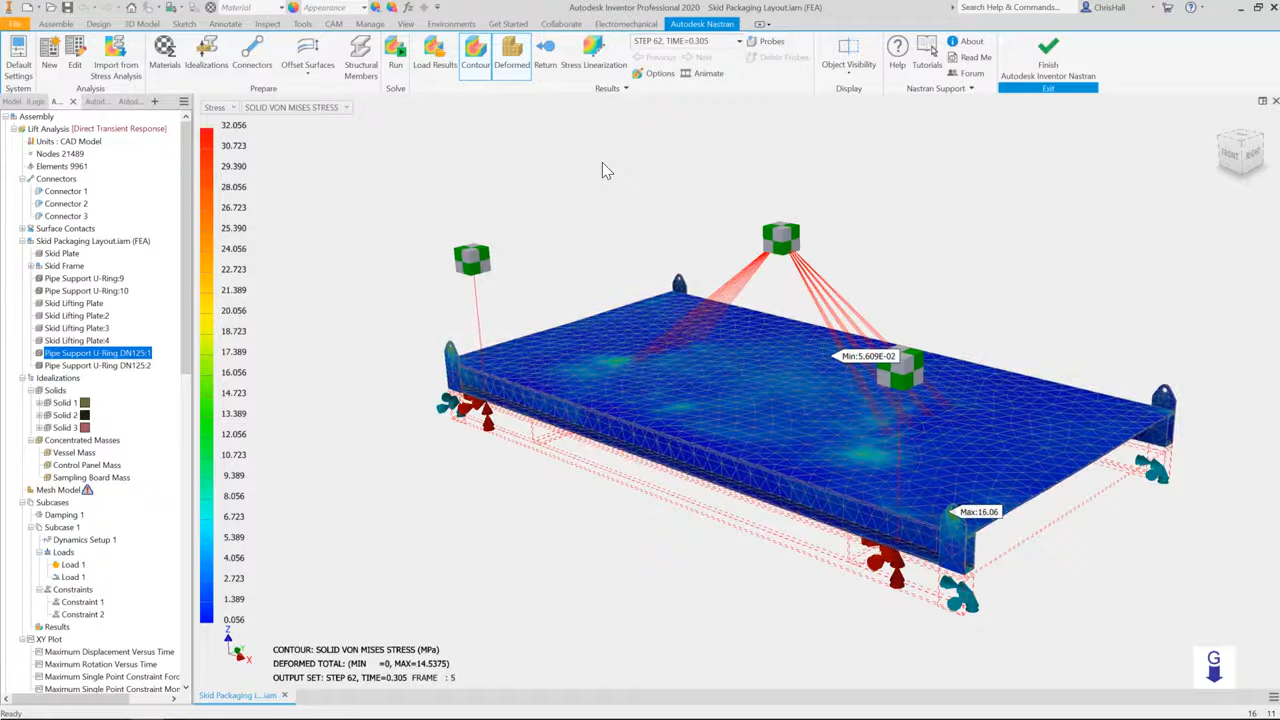 Material
Appearance
Autodesk Inventor Professional 2020 Skid Packaging Layout.iam (FEA)
Search Help & Commands...
ChrisHall
File
Assemble
Design
3D Model
Sketch
Annotate
Inspect
Tools
CAM
Manage
View
Environments
Get Started
Collaborate
Electromechanical
Autodesk Nastran
Default Settings
New
Edit
Import from Stress Analysis
Materials
Idealizations
Connectors
Offset Surfaces
Structural Members
Run
Load Results
Contour
Deformed
Return
Stress Linearization
STEP 62, TIME=0.305
Previous
Next
Options
Animate
Probes
Delete Probes
Object Visibility
Help
Tutorials
About
Read Me
Forum
Finish
Autodesk Inventor Nastran
System
Analysis
Prepare
Solve
Results
Display
Nastran Support
Exit
Model
iLogic
A...
Autod...
Autod...
Stress
SOLID VON MISES STRESS
Assembly
Lift Analysis [Direct Transient Response]
Units : CAD Model
Nodes 21489
Elements 9961
Connectors
Connector 1
Connector 2
Connector 3
Surface Contacts
Skid Packaging Layout.iam (FEA)
Skid Plate
Skid Frame
Pipe Support U-Ring:9
Pipe Support U-Ring:10
Skid Lifting Plate
Skid Lifting Plate:2
Skid Lifting Plate:3
Skid Lifting Plate:4
Pipe Support U-Ring DN125:1
Pipe Support U-Ring DN125:2
Idealizations
Solids
Solid 1
Solid 2
Solid 3
Concentrated Masses
Vessel Mass
Control Panel Mass
Sampling Board Mass
Mesh Model
Subcases
Damping 1
Subcase 1
Dynamics Setup 1
Loads
Load 1
Load 1
Constraints
Constraint 1
Constraint 2
Results
XY Plot
Maximum Displacement Versus Time
Maximum Rotation Versus Time
Maximum Single Point Constraint Forc
Maximum Single Point Constraint Mon
32.056
30.723
29.390
28.056
26.723
25.390
24.056
22.723
21.389
20.056
18.723
17.389
16.056
14.723
13.389
12.056
10.723
9.389
8.056
6.723
5.389
4.056
2.723
1.389
0.056
FRONT
RIGHT
Min:5.609E-02
Max:16.06
Z
Y
X
CONTOUR: SOLID VON MISES STRESS (MPa)
DEFORMED TOTAL: (MIN =0, MAX=14.5375)
OUTPUT SET: STEP 62, TIME=0.305 FRAME : 5
G
Skid Packaging L...iam
Ready
16 11